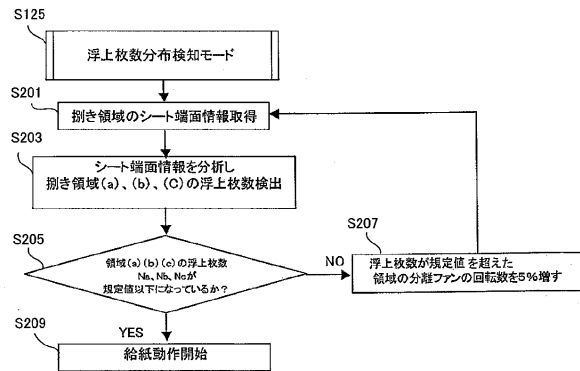 S125
浮上枚数分布検知モード
S201
捌き領域のシート端面情報取得
S203
シート端面情報を分析し
捌き領域(a)、(b)、(C)の浮上枚数検出
S205
領域(a)(b)(c)の浮上枚数
Na、Nb、Ncが
規定値以下になっているか?
NO
S207
浮上枚数が規定値を超えた
領域の分離ファンの回転数を5%増す
YES
S209
給紙動作開始